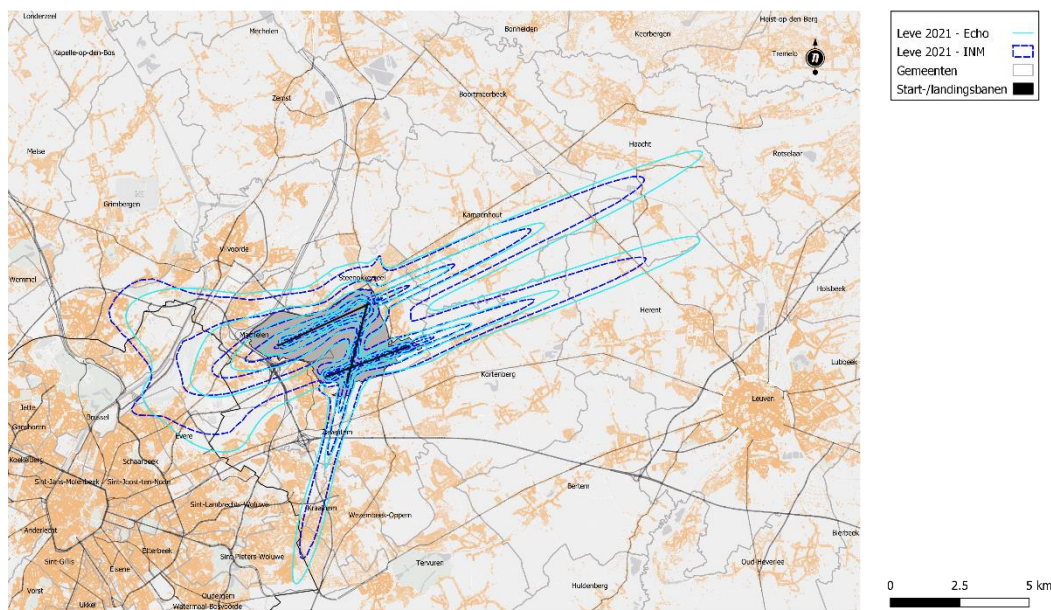 Londerzeel
Mechelen
Bonheiden
Heist-op-den-Berg
Keerbergen
Kapelle-op-den-Bos
Tremelo
n
Zemst
Boortmeerbeek
Meise
Haacht
Rotselaar
Grimbergen
Kampenhout
Vilvoorde
Wemmel
Steenokkerzeel
Holsbeek
Machelen
Herent
Lubbeek
Kortenberg
Jette
Leuven
Ganshoren
Brussel
Evere
Zaventem
Koekelberg
Schaarbeek
Sint-Jans-Molenbeek
Sint-Joost-ten-Node
Bertem
Sint-Lambrechts-Woluwe
Kraainem
Wezembeek-Oppem
Anderlecht
Bierbeek
Etterbeek
Sint-Pieters-Woluwe
Sint-Gillis
Elsene
Tervuren
Oud-Heverlee
Vorst
Huldenberg
Oudergem
Ukkel
Watermaal-Bosvoorde
Leve 2021 - Echo
Leve 2021 - INM
Gemeenten
Start-/landingsbanen
0 2.5 5 km